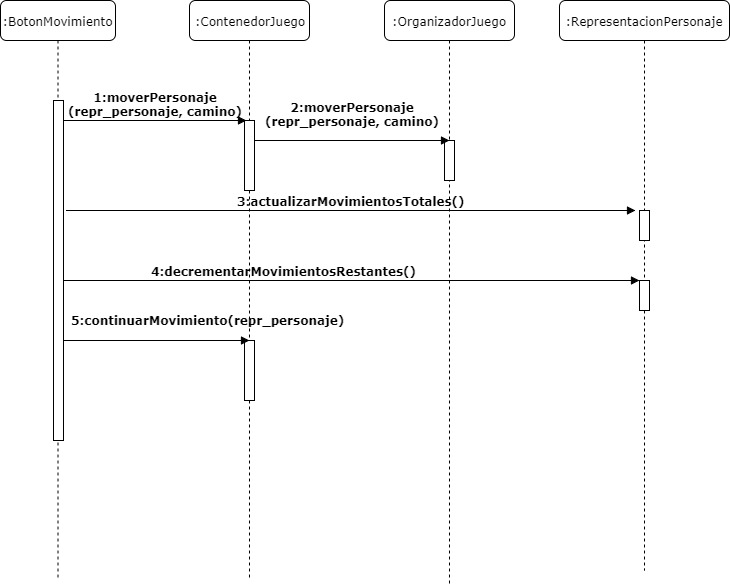 :BotonMovimiento
:ContenedorJuego
:OrganizadorJuego
:RepresentacionPersonaje
1:moverPersonaje
(repr_personaje, camino)
2:moverPersonaje
(repr_personaje, camino)
3:actualizarMovimientosTotales()
4:decrementarMovimientosRestantes()
5:continuarMovimiento(repr_personaje)